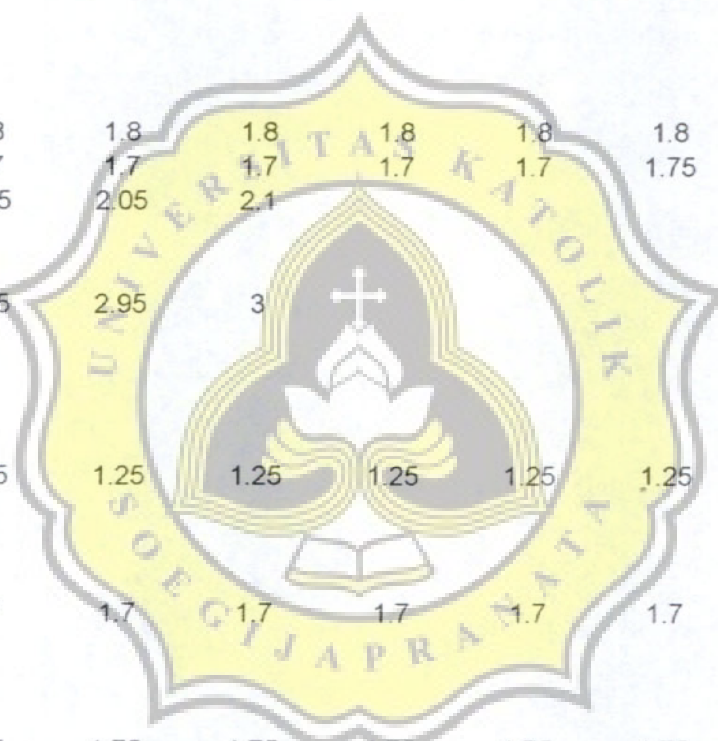 1.8 1.8 1.8 1.8 1.8
1.7 1.7 1.7 1.7 1.75
2.05 2.1
2.95 3
1.25 1.25 1.25 1.25 1.25
1.7 1.7 1.7 1.7 1.7
UNIVERSITAS KATOLIK
SOEGIJAPRANATA